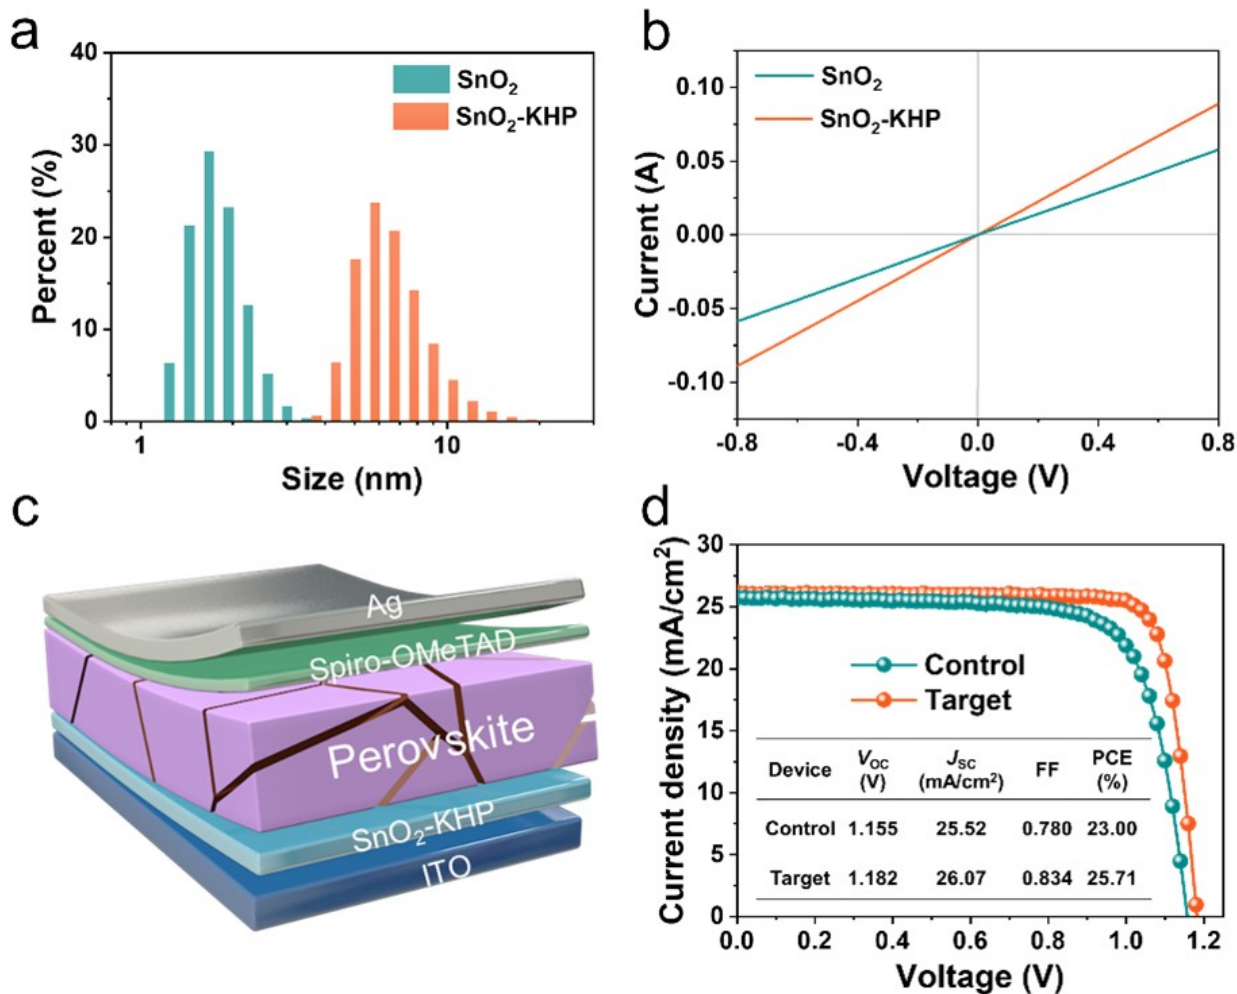 a
40
30
20
10
0
Percent (%)
SnO₂
SnO₂-KHP
1
10
Size (nm)
b
0.10
0.05
0.00
-0.05
-0.10
Current (A)
SnO₂
SnO₂-KHP
-0.8
-0.4
0.0
0.4
0.8
Voltage (V)
c
Ag
Spiro-OMeTAD
Perovskite
SnO₂-KHP
ITO
d
30
25
20
15
10
5
0
Current density (mA/cm²)
Control
Target
Device V_OC (V) J_SC (mA/cm²) FF PCE (%)
Control 1.155 25.52 0.780 23.00
Target 1.182 26.07 0.834 25.71
0.0 0.2 0.4 0.6 0.8 1.0 1.2
Voltage (V)